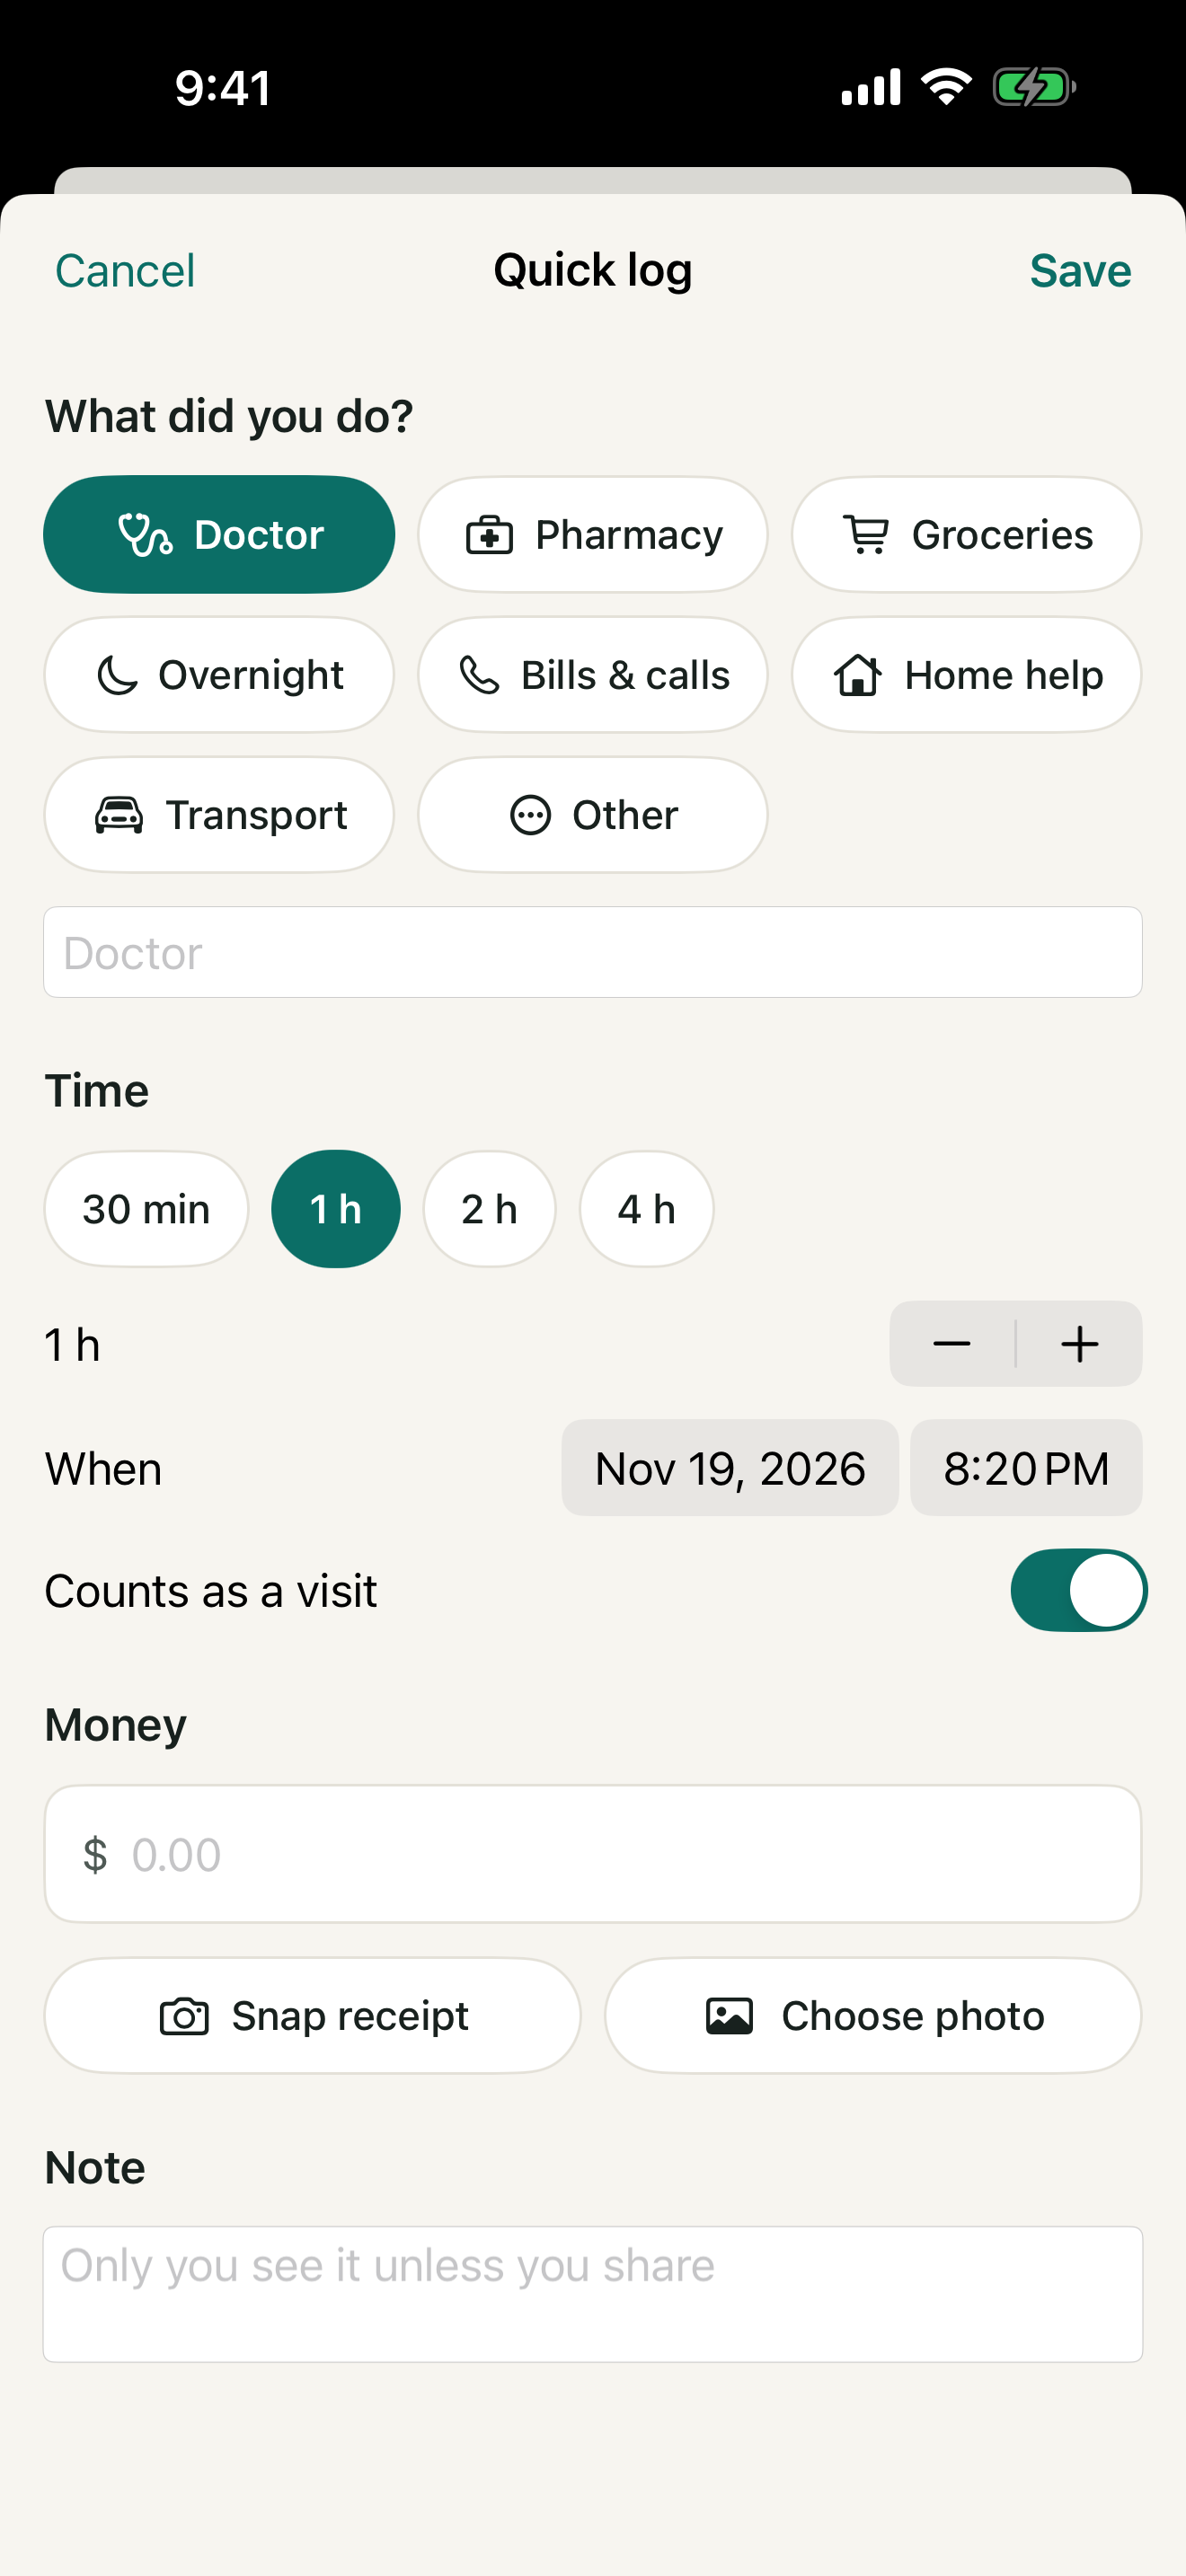 9:41
Cancel Quick log Save
What did you do?
Doctor Pharmacy Groceries
Overnight Bills & calls Home help
Transport Other
Doctor
Time
30 min 1 h 2 h 4 h
1 h
When Nov 19, 2026 8:20 PM
Counts as a visit
Money
$ 0.00
Snap receipt Choose photo
Note
Only you see it unless you share